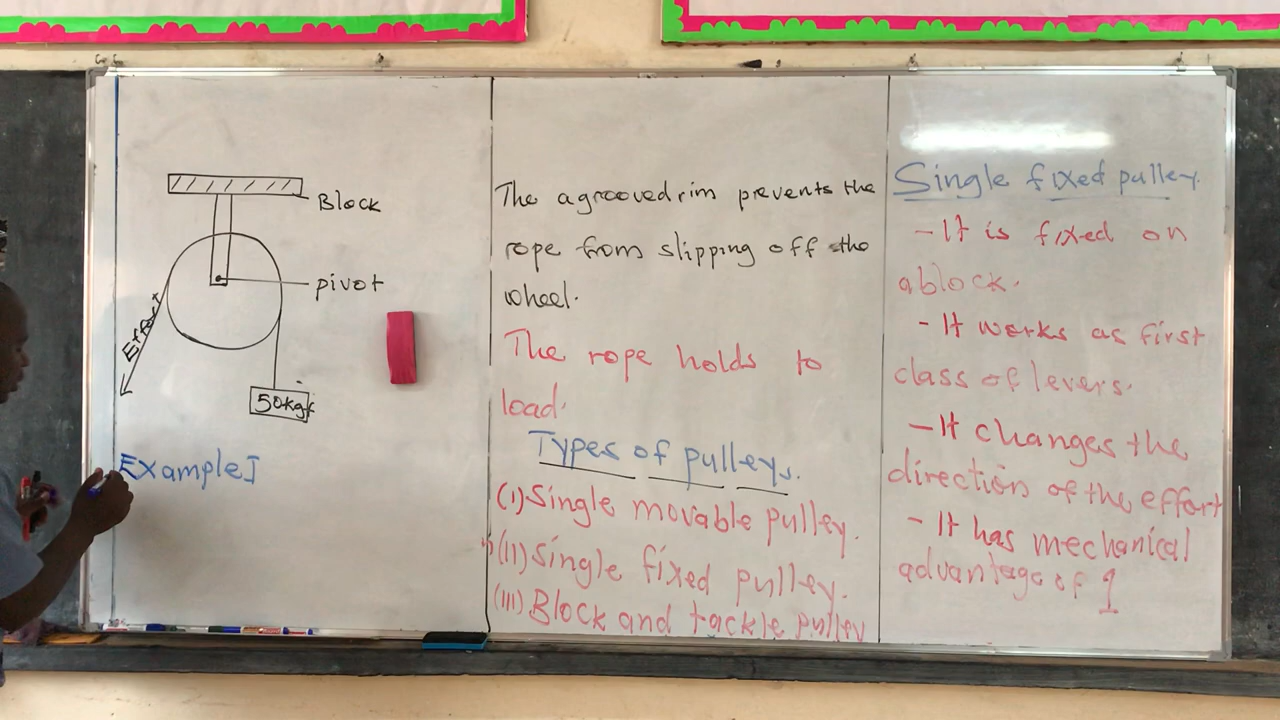 Block
pivot
Effort
50kgf
Example I
The agrooved rim prevents the
rope from slipping off the
wheel.
The rope holds to
load.
Types of pulleys.
(I) Single movable pulley.
(II) Single fixed pulley.
(III) Block and tackle pulley
Single fixed pulley.
- It is fixed on
ablock.
- It works as first
class of levers.
- It changes the
direction of the effort
- It has mechanical
advantage of 1